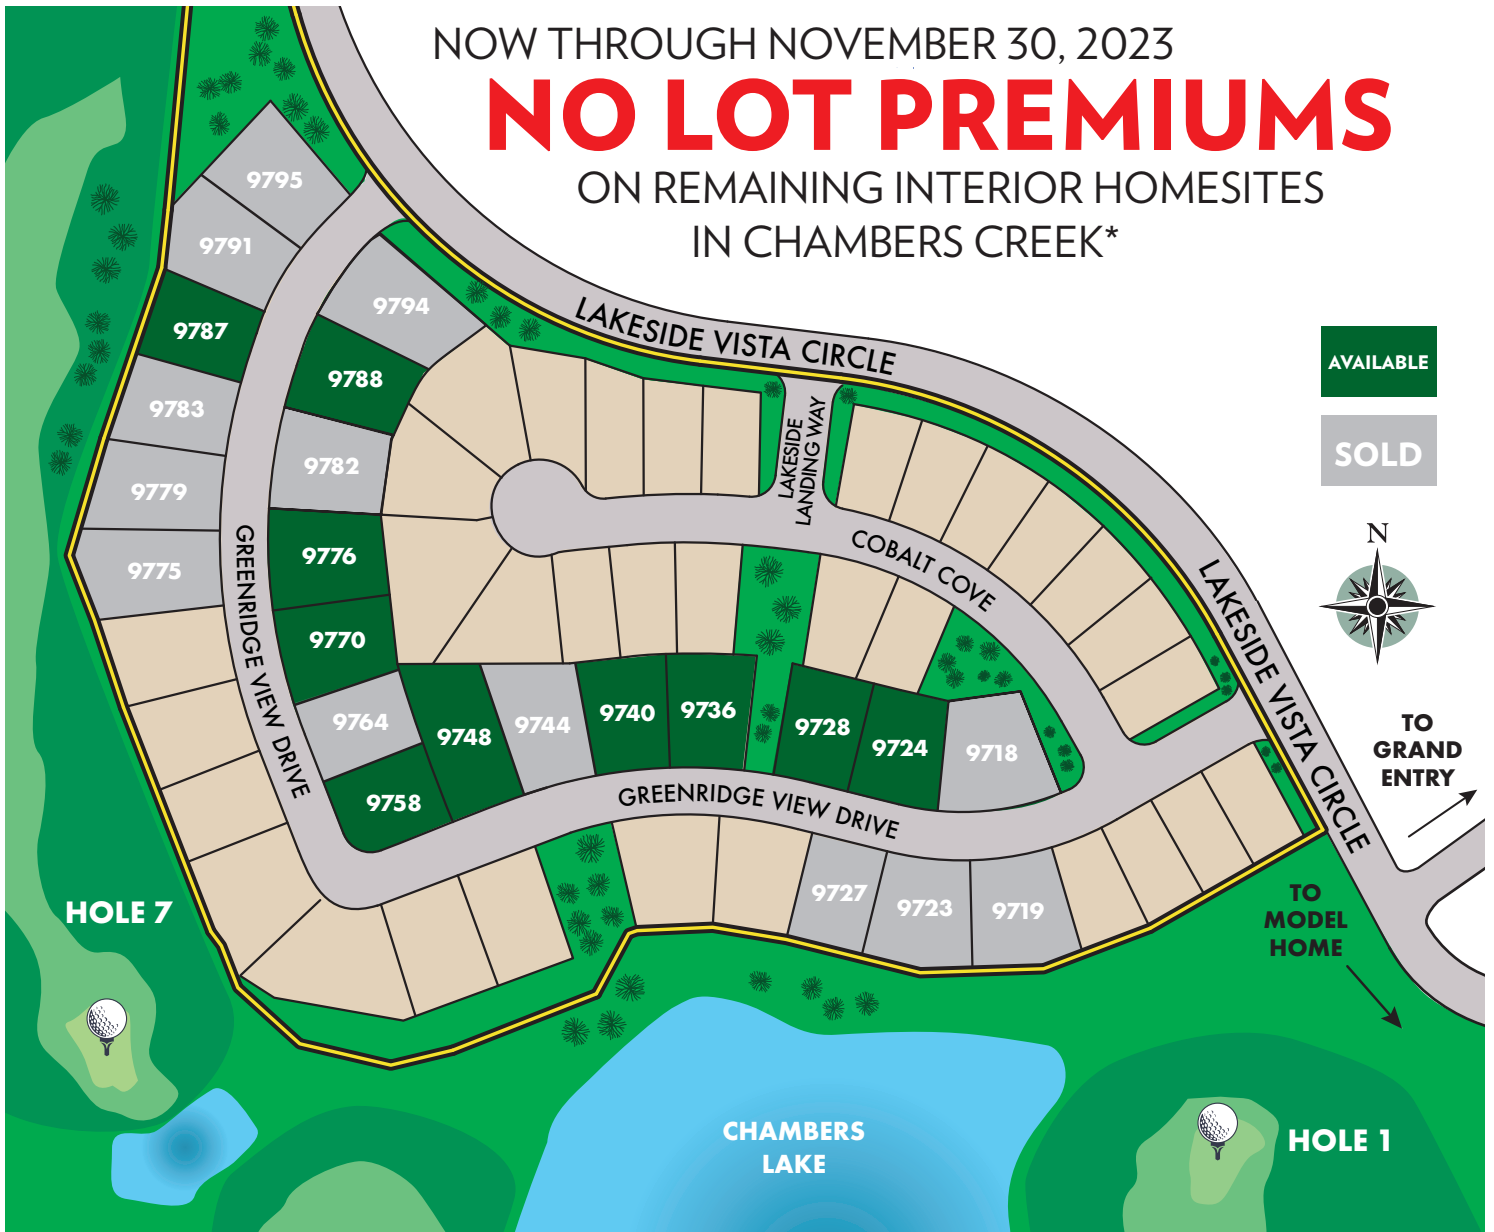 NOW THROUGH NOVEMBER 30, 2023
NO LOT PREMIUMS
ON REMAINING INTERIOR HOMESITES
IN CHAMBERS CREEK*
9795
9791
9787
9783
9779
9775
9794
9788
9782
9776
9770
9764
9758
9748
9744
9740
9736
9728
9724
9718
9727
9723
9719
LAKESIDE VISTA CIRCLE
LAKESIDE
LANDING WAY
COBALT COVE
LAKESIDE VISTA CIRCLE
GREENRIDGE VIEW DRIVE
GREENRIDGE VIEW DRIVE
AVAILABLE
SOLD
N
TO
GRAND
ENTRY
TO
MODEL
HOME
HOLE 7
CHAMBERS
LAKE
HOLE 1